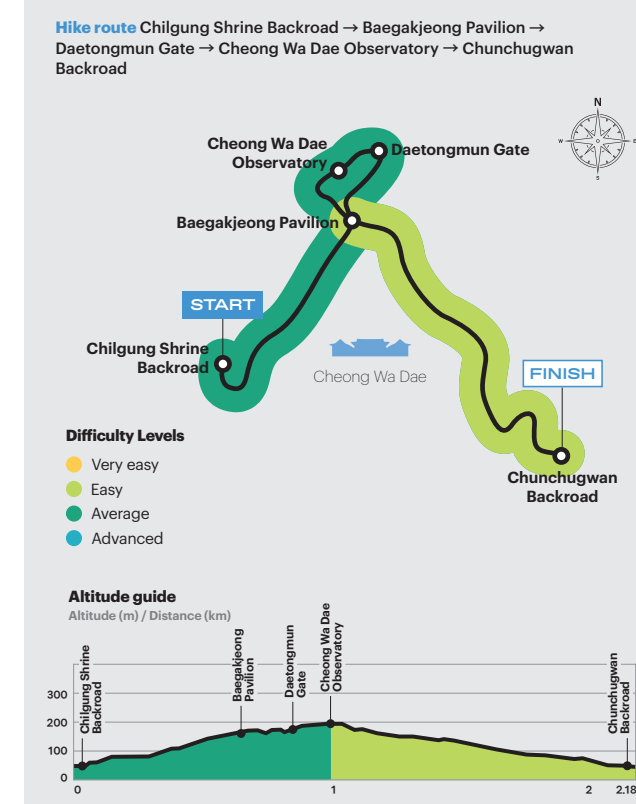 Hike route Chilgung Shrine Backroad → Baegakjeong Pavilion →
Daetongmun Gate → Cheong Wa Dae Observatory → Chunchugwan
Backroad
N
W
O
E
S
Cheong Wa Dae
Observatory
Daetongmun Gate
Baegakjeong Pavilion
START
Chilgung Shrine
Backroad
Cheong Wa Dae
FINISH
Chunchugwan
Backroad
Difficulty Levels
Very easy
Easy
Average
Advanced
Altitude guide
Altitude (m) / Distance (km)
Chilgung Shrine
Backroad
Baegakjeong
Pavilion
Daetongmun
Gate
Cheong Wa Dae
Observatory
Chunchugwan
Backroad
300
200
100
0
0
1
2
2.18